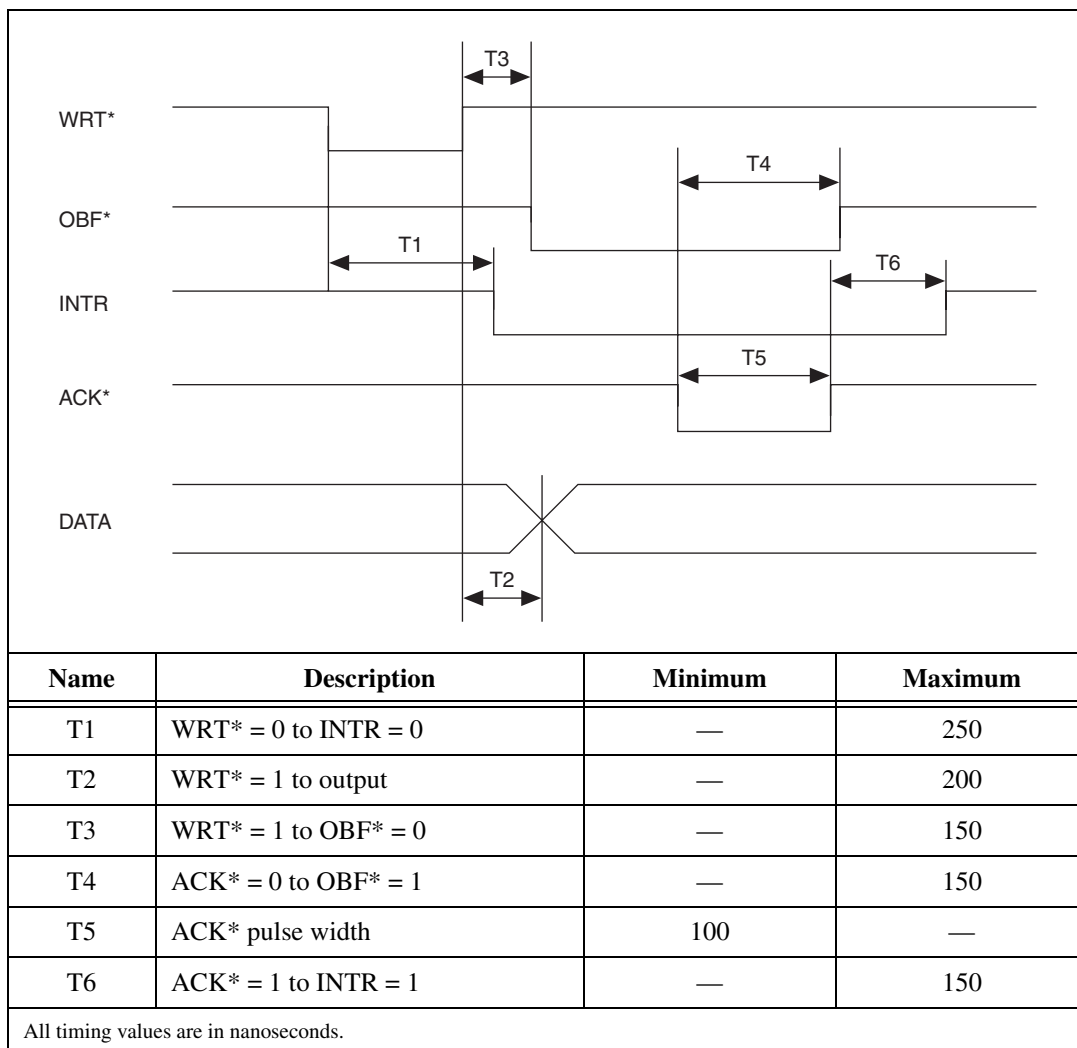 T3
WRT*
T4
OBF*
T1
T6
INTR
T5
ACK*
DATA
T2
Name Description Minimum Maximum
T1 WRT* = 0 to INTR = 0 — 250
T2 WRT* = 1 to output — 200
T3 WRT* = 1 to OBF* = 0 — 150
T4 ACK* = 0 to OBF* = 1 — 150
T5 ACK* pulse width 100 —
T6 ACK* = 1 to INTR = 1 — 150
All timing values are in nanoseconds.